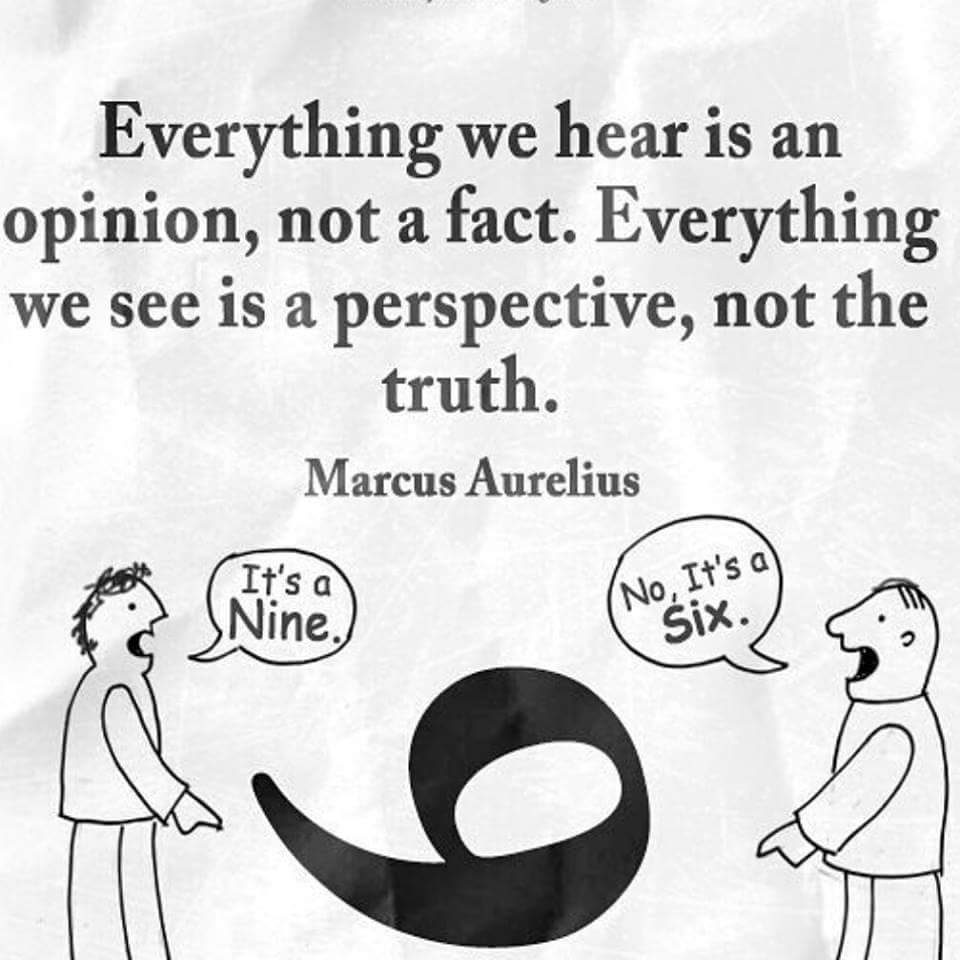 Everything we hear is an
opinion, not a fact. Everything
we see is a perspective, not the
truth.
Marcus Aurelius
It's a
Nine.
No, It's a
Six.